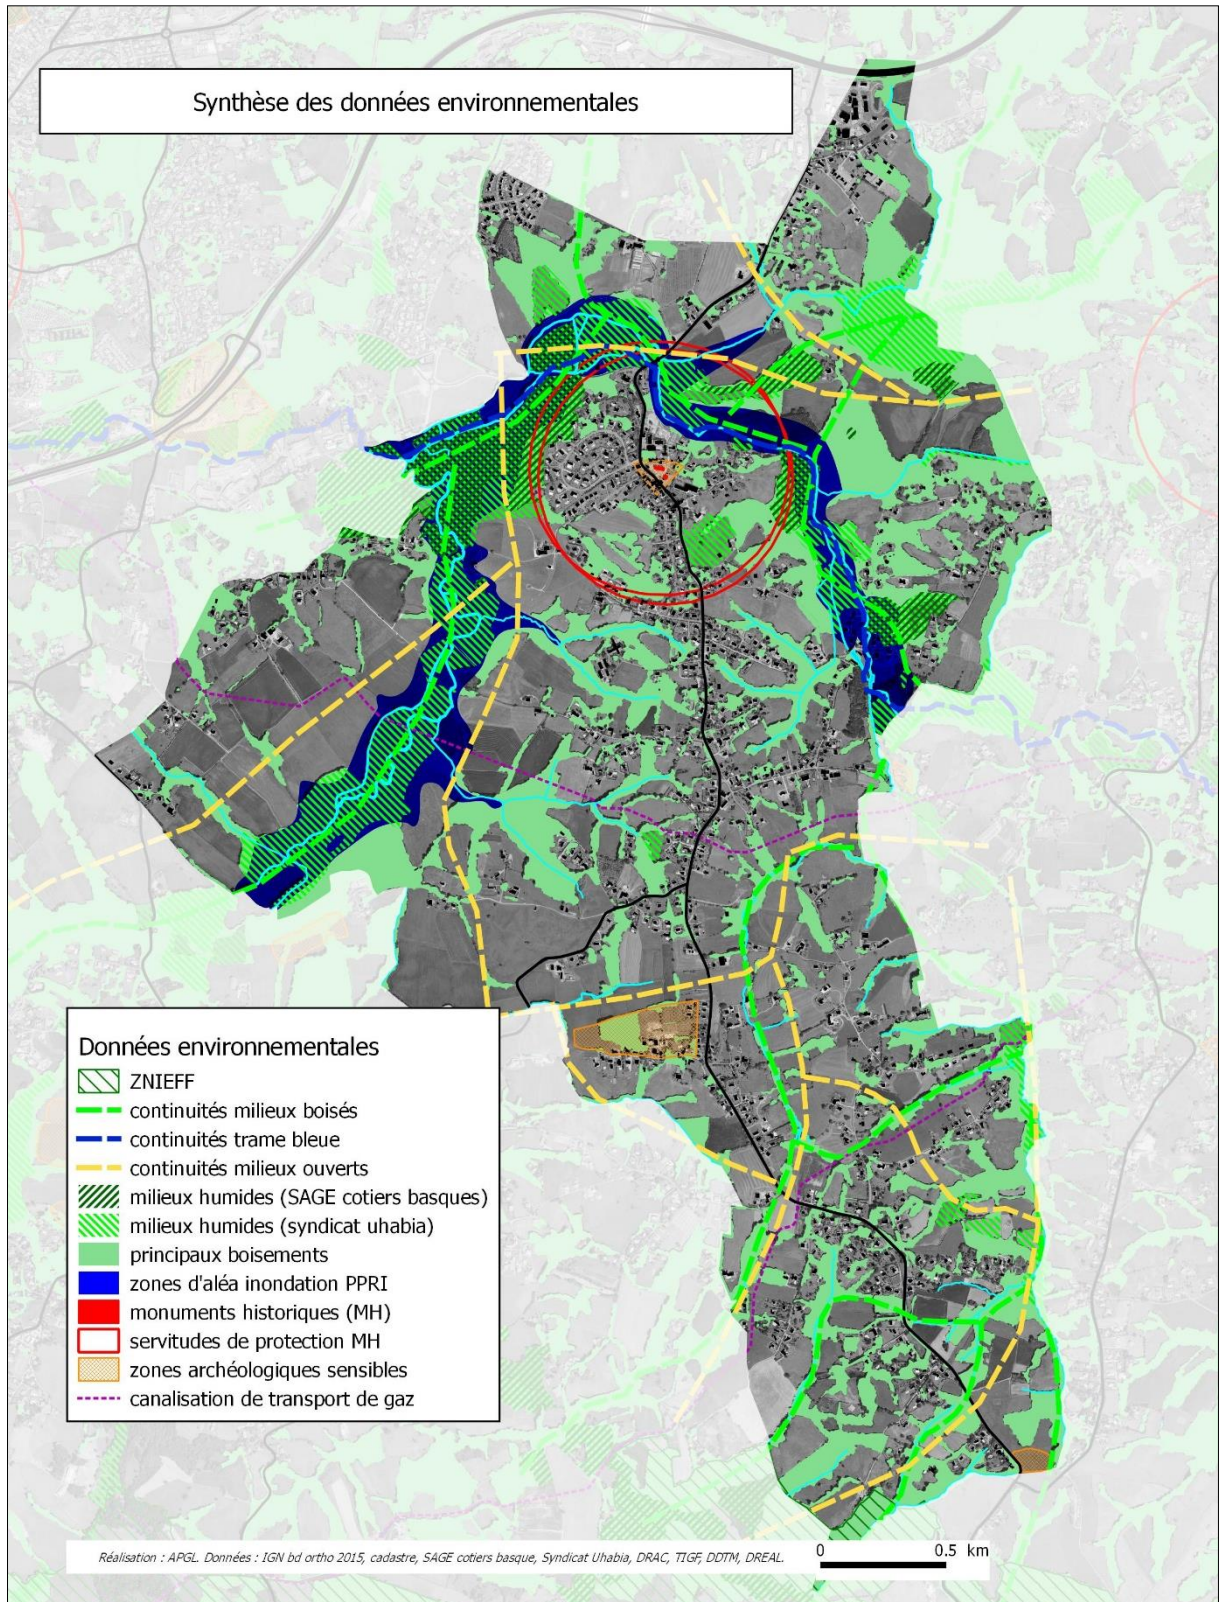 Synthèse des données environnementales
Données environnementales
ZNIEFF
continuités milieux boisés
continuités trame bleue
continuités milieux ouverts
milieux humides (SAGE cotiers basques)
milieux humides (syndicat uhabia)
principaux boisements
zones d'aléa inondation PPRI
monuments historiques (MH)
servitudes de protection MH
zones archéologiques sensibles
canalisation de transport de gaz
Réalisation : APGL. Données : IGN bd ortho 2015, cadastre, SAGE cotiers basque, Syndicat Uhabia, DRAC, TIGF, DDTM, DREAL.
0 0.5 km